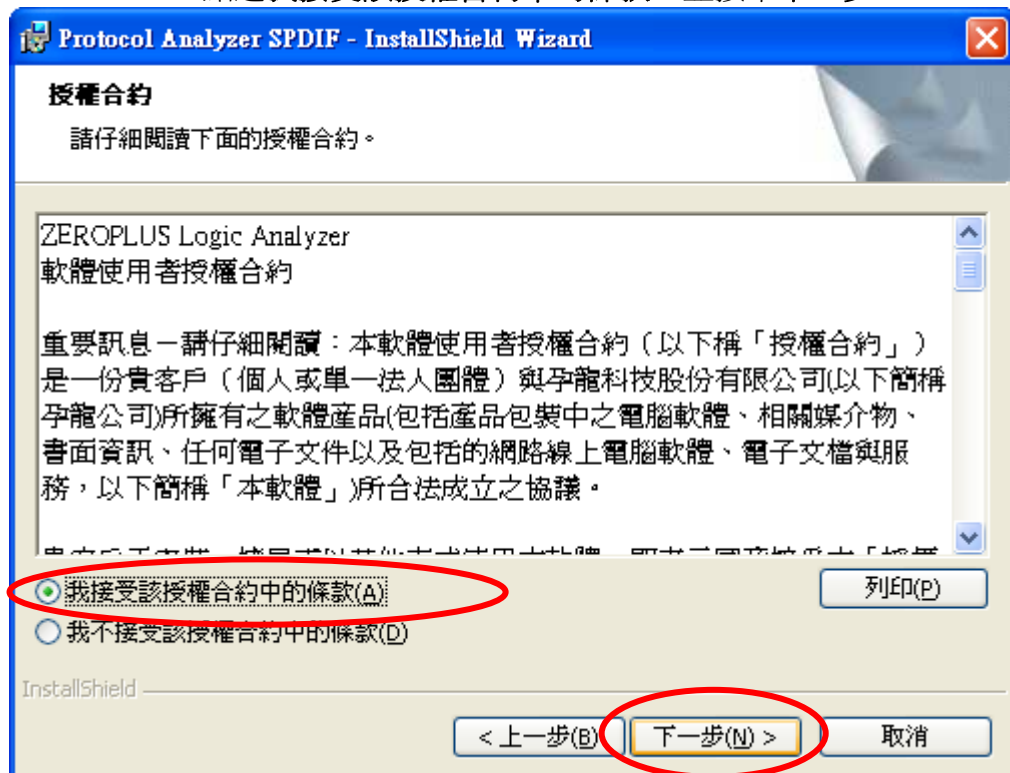 Protocol Analyzer SPDIF - InstallShield Wizard
授權合約
請仔細閱讀下面的授權合約。
ZEROPLUS Logic Analyzer
軟體使用者授權合約
重要訊息－請仔細閱讀：本軟體使用者授權合約（以下稱「授權合約」）
是一份貴客戶（個人或單一法人團體）與孕龍科技股份有限公司(以下簡稱
孕龍公司)所擁有之軟體產品(包括產品包裝中之電腦軟體、相關媒介物、
書面資訊、任何電子文件以及包括的網路線上電腦軟體、電子文檔與服
務，以下簡稱「本軟體」)所合法成立之協議。
我接受該授權合約中的條款(A)
列印(P)
我不接受該授權合約中的條款(D)
InstallShield
< 上一步(B)
下一步(N) >
取消